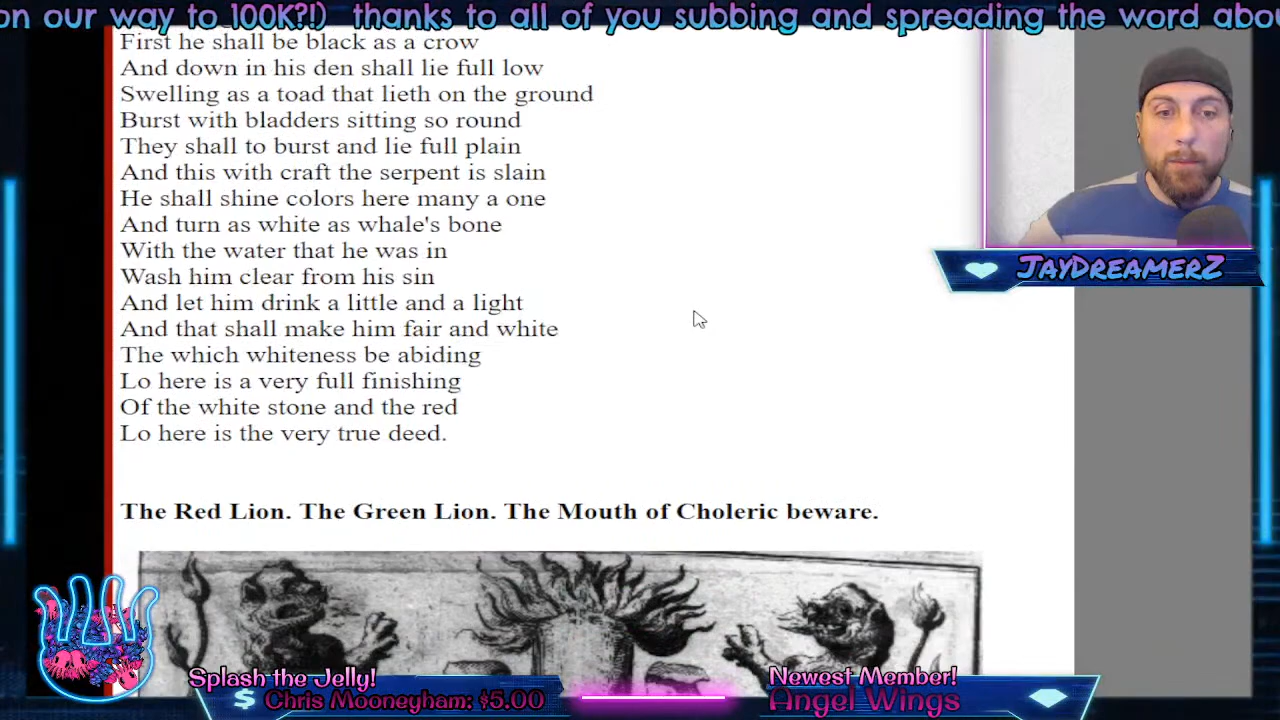 on our way to 100K?!)  thanks to all of you subbing and spreading the word abou
First he shall be black as a crow
And down in his den shall lie full low
Swelling as a toad that lieth on the ground
Burst with bladders sitting so round
They shall to burst and lie full plain
And this with craft the serpent is slain
He shall shine colors here many a one
And turn as white as whale's bone
With the water that he was in
Wash him clear from his sin
And let him drink a little and a light
And that shall make him fair and white
The which whiteness be abiding
Lo here is a very full finishing
Of the white stone and the red
Lo here is the very true deed.
JayDreamerZ
The Red Lion. The Green Lion. The Mouth of Choleric beware.
Splash the Jelly!
$ Chris Mooneyham: $5.00
Newest Member!
Angel Wings